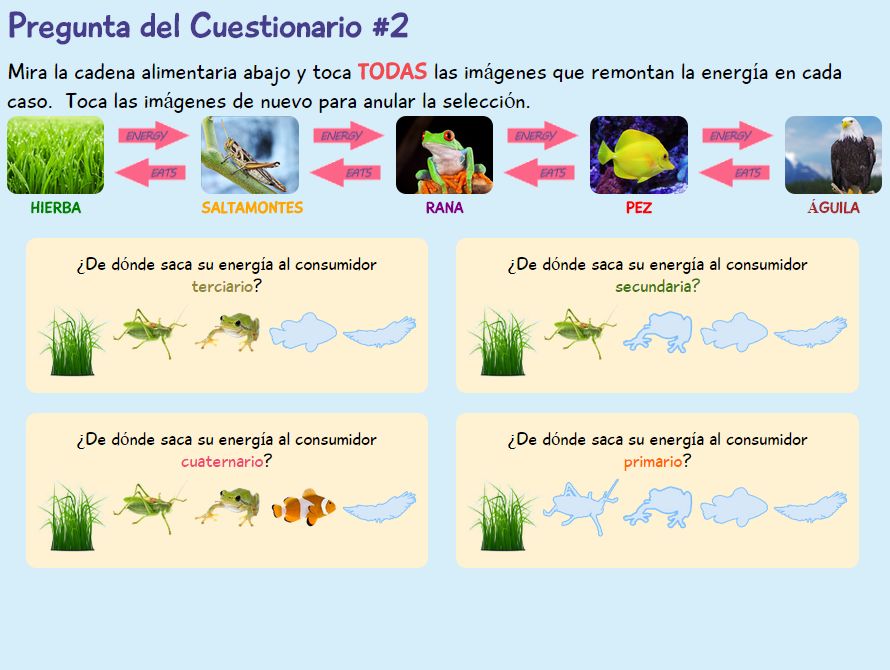 Pregunta del Cuestionario #2
Mira la cadena alimentaria abajo y toca TODAS las imágenes que remontan la energía en cada
caso. Toca las imágenes de nuevo para anular la selección.
ENERGY ENERGY ENERGY ENERGY
EATS EATS EATS EATS
HIERBA SALTAMONTES RANA PEZ ÁGUILA
¿De dónde saca su energía al consumidor
terciario?
¿De dónde saca su energía al consumidor
secundaria?
¿De dónde saca su energía al consumidor
cuaternario?
¿De dónde saca su energía al consumidor
primario?